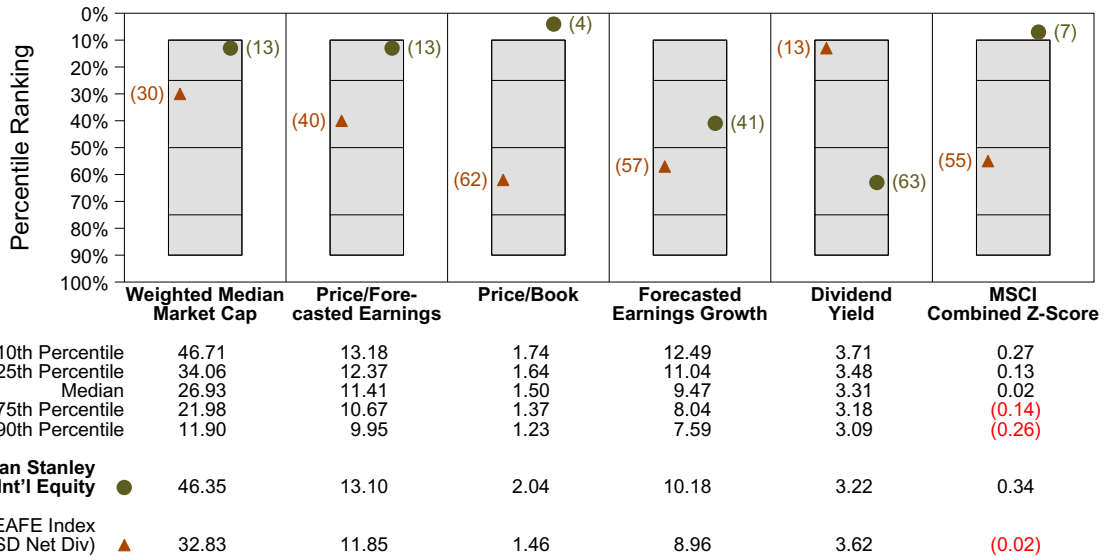 0%
10%
20%
30%
40%
50%
60%
70%
80%
90%
100%
Percentile Ranking
(13) (13) (4) (41) (63) (7)
(30) (40) (62) (57) (13) (55)
Weighted Median Market Cap
Price/Fore-casted Earnings
Price/Book
Forecasted Earnings Growth
Dividend Yield
MSCI Combined Z-Score
10th Percentile 46.71 13.18 1.74 12.49 3.71 0.27
25th Percentile 34.06 12.37 1.64 11.04 3.48 0.13
Median 26.93 11.41 1.50 9.47 3.31 0.02
75th Percentile 21.98 10.67 1.37 8.04 3.18 (0.14)
90th Percentile 11.90 9.95 1.23 7.59 3.09 (0.26)
an Stanley
Int'l Equity 46.35 13.10 2.04 10.18 3.22 0.34
EAFE Index
SD Net Div) 32.83 11.85 1.46 8.96 3.62 (0.02)